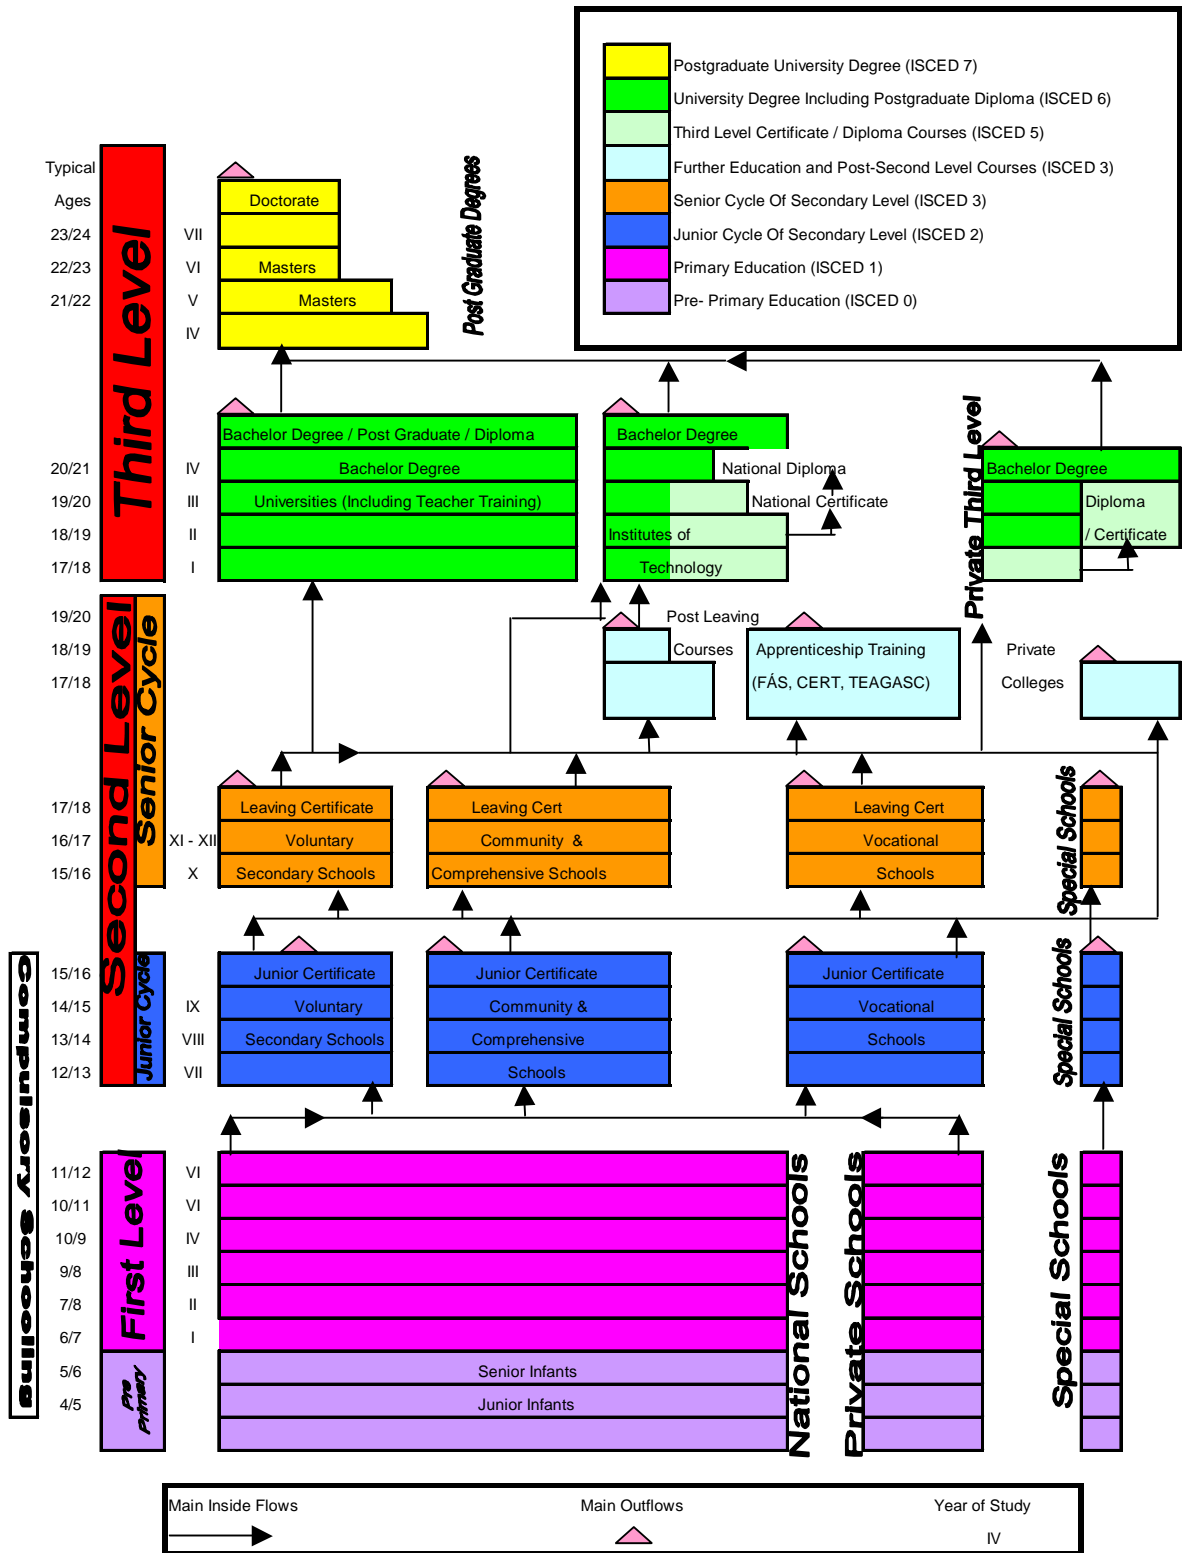 Postgraduate University Degree (ISCED 7)
University Degree Including Postgraduate Diploma (ISCED 6)
Third Level Certificate / Diploma Courses (ISCED 5)
Further Education and Post-Second Level Courses (ISCED 3)
Senior Cycle Of Secondary Level (ISCED 3)
Junior Cycle Of Secondary Level (ISCED 2)
Primary Education (ISCED 1)
Pre- Primary Education (ISCED 0)
Typical
Ages
Third Level
Doctorate
23/24 VII
22/23 VI Masters
21/22 V Masters
IV
Post Graduate Degrees
Bachelor Degree / Post Graduate / Diploma
Bachelor Degree
20/21 IV Bachelor Degree
National Diploma
Bachelor Degree
19/20 III Universities (Including Teacher Training)
National Certificate
Diploma
18/19 II
Institutes of
/ Certificate
17/18 I
Technology
Private Third Level
Second Level
Senior Cycle
19/20
Post Leaving
18/19
Courses
Apprenticeship Training
Private
17/18
(FÁS, CERT, TEAGASC)
Colleges
17/18
Leaving Certificate
Leaving Cert
Leaving Cert
16/17 XI - XII
Voluntary
Community &
Vocational
15/16 X
Secondary Schools
Comprehensive Schools
Schools
Special Schools
Compulsory Schooling
Junior Cycle
15/16
Junior Certificate
Junior Certificate
Junior Certificate
14/15 IX
Voluntary
Community &
Vocational
13/14 VIII
Secondary Schools
Comprehensive
Schools
12/13 VII
Schools
Special Schools
First Level
11/12 VI
10/11 VI
10/9 IV
9/8 III
7/8 II
6/7 I
Pre
Primary
5/6
Senior Infants
4/5
Junior Infants
National Schools
Private Schools
Special Schools
Main Inside Flows
Main Outflows
Year of Study
IV